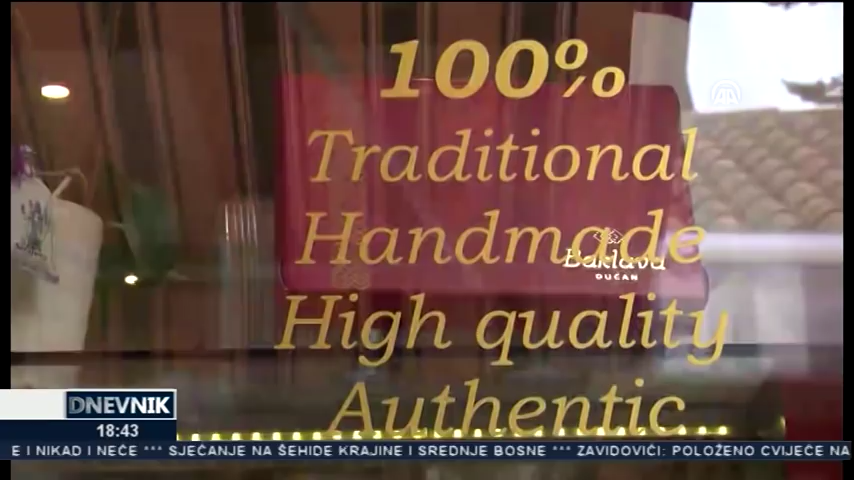 100%
Traditional
Handmade
Baklava
DUĆAN
High quality
Authentic
DNEVNIK
18:43
E I NIKAD I NEĆE *** SJEĆANJE NA ŠEHIDE KRAJINE I SREDNJE BOSNE *** ZAVIDOVIĆI: POLOŽENO CVIJEĆE NA